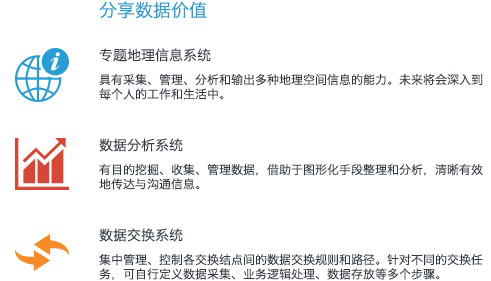 分享数据价值
专题地理信息系统
具有采集、管理、分析和输出多种地理空间信息的能力。未来将会深入到
每个人的工作和生活中。
数据分析系统
有目的挖掘、收集、管理数据，借助于图形化手段整理和分析，清晰有效
地传达与沟通信息。
数据交换系统
集中管理、控制各交换结点间的数据交换规则和路径。针对不同的交换任
务，可自行定义数据采集、业务逻辑处理、数据存放等多个步骤。